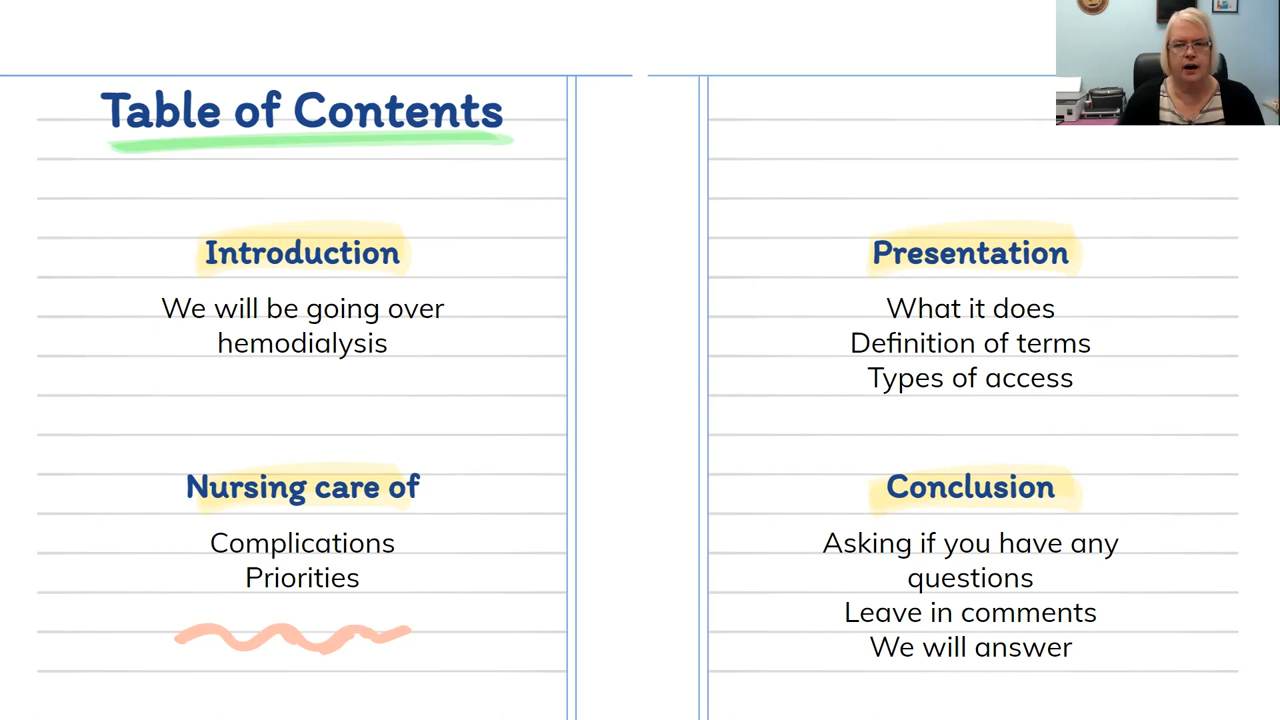 Table of Contents
Introduction
We will be going over
hemodialysis
Presentation
What it does
Definition of terms
Types of access
Nursing care of
Complications
Priorities
Conclusion
Asking if you have any
questions
Leave in comments
We will answer